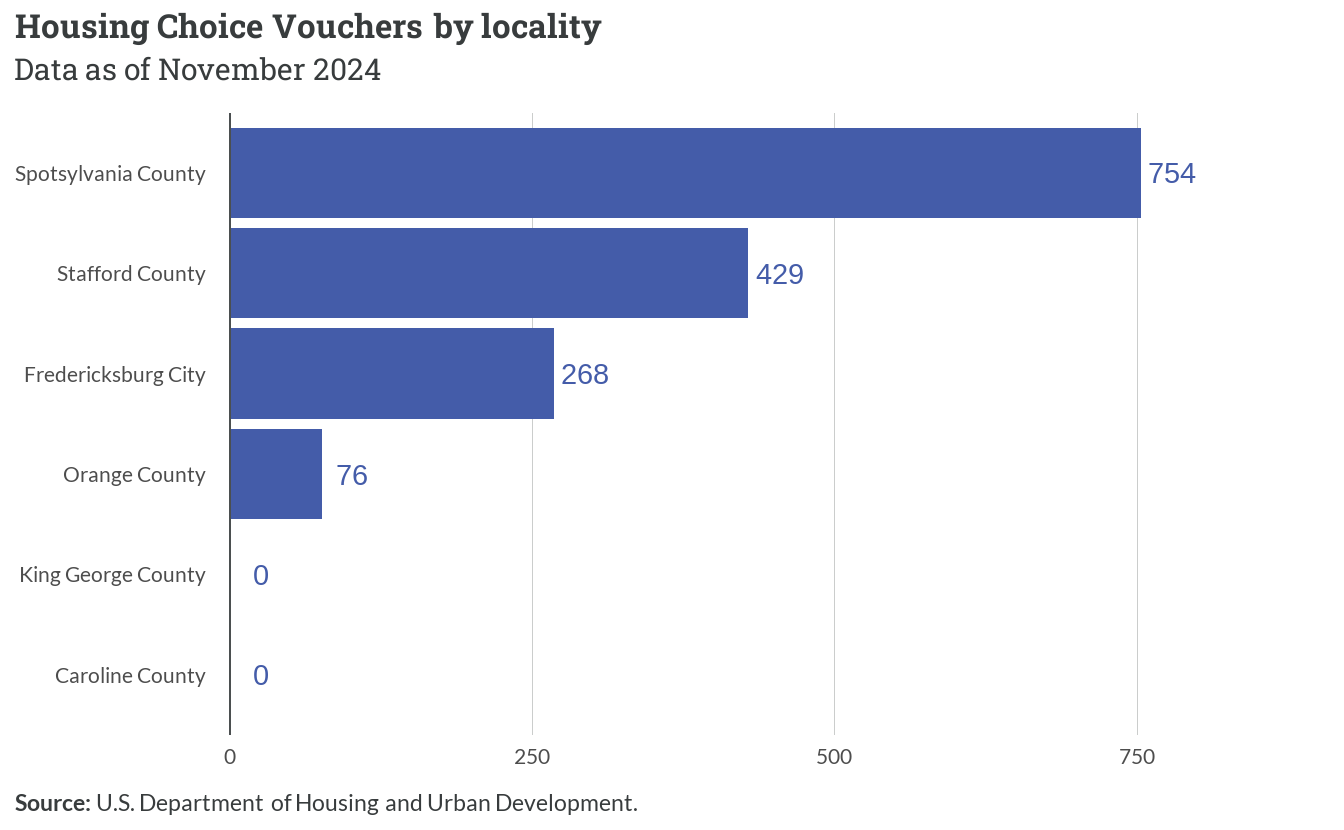 Housing Choice Vouchers by locality
Data as of November 2024
Spotsylvania County 754
Stafford County 429
Fredericksburg City 268
Orange County 76
King George County 0
Caroline County 0
0 250 500 750
Source: U.S. Department of Housing and Urban Development.